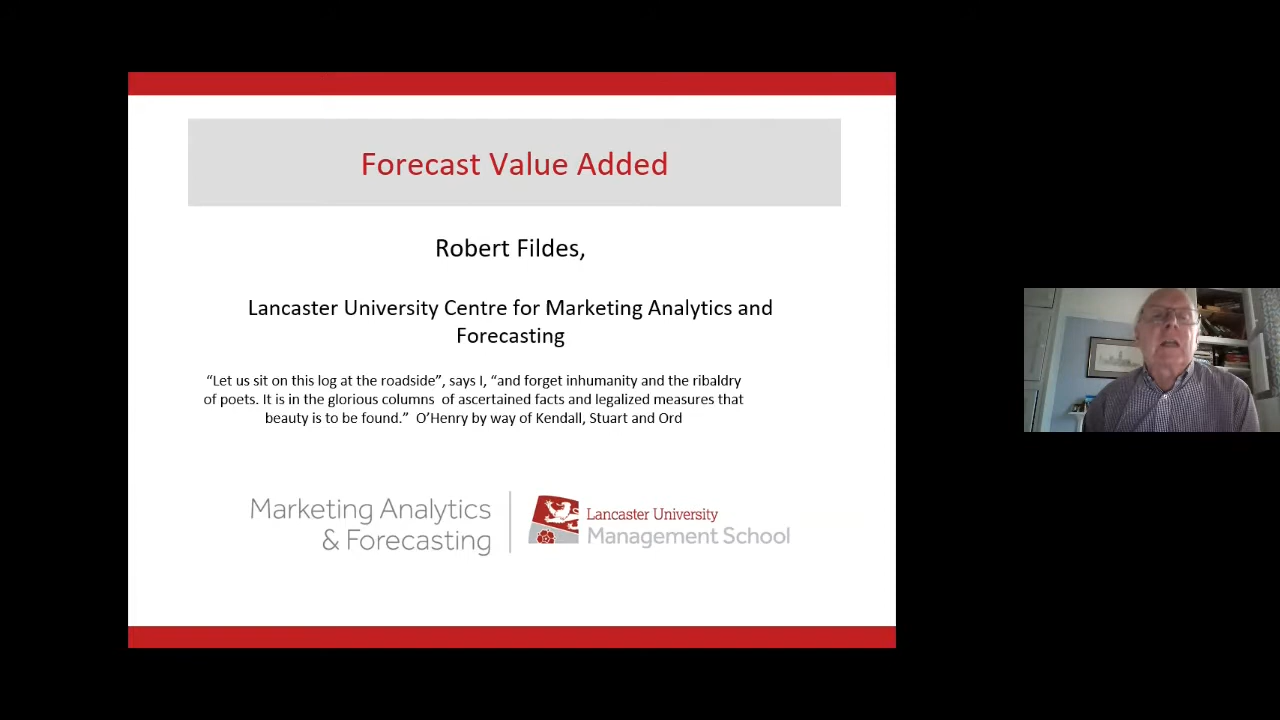 Forecast Value Added
Robert Fildes,
Lancaster University Centre for Marketing Analytics and
Forecasting
“Let us sit on this log at the roadside”, says I, “and forget inhumanity and the ribaldry
of poets. It is in the glorious columns of ascertained facts and legalized measures that
beauty is to be found.” O’Henry by way of Kendall, Stuart and Ord
Marketing Analytics
& Forecasting
Lancaster University
Management School